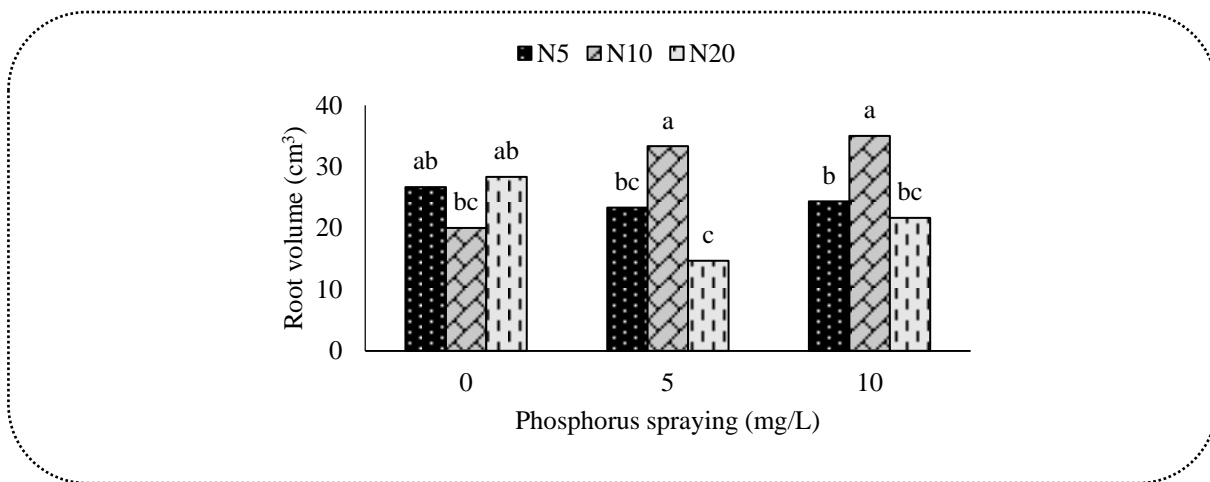 N5 N10 N20
40
30
20
10
0
Root volume (cm³)
ab bc ab
bc a c
b a bc
0 5 10
Phosphorus spraying (mg/L)